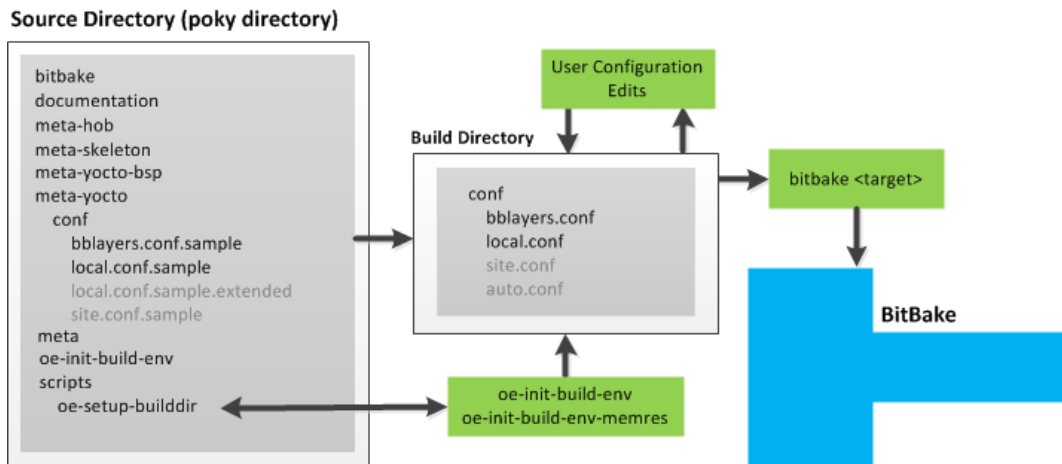 Source Directory (poky directory)
bitbake
documentation
meta-hob
meta-skeleton
meta-yocto-bsp
meta-yocto
conf
bblayers.conf.sample
local.conf.sample
local.conf.sample.extended
site.conf.sample
meta
oe-init-build-env
scripts
oe-setup-builddir
User Configuration
Edits
Build Directory
conf
bblayers.conf
local.conf
site.conf
auto.conf
oe-init-build-env
oe-init-build-env-memres
bitbake <target>
BitBake